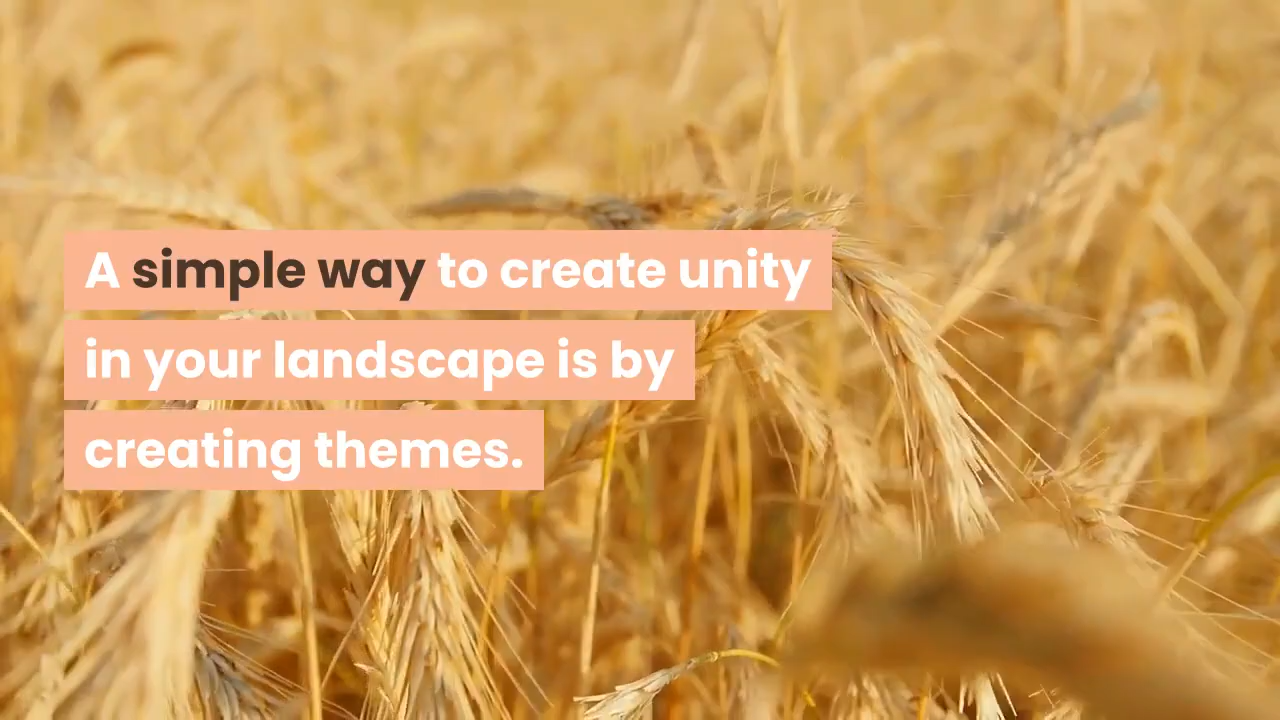 A simple way to create unity
in your landscape is by
creating themes.